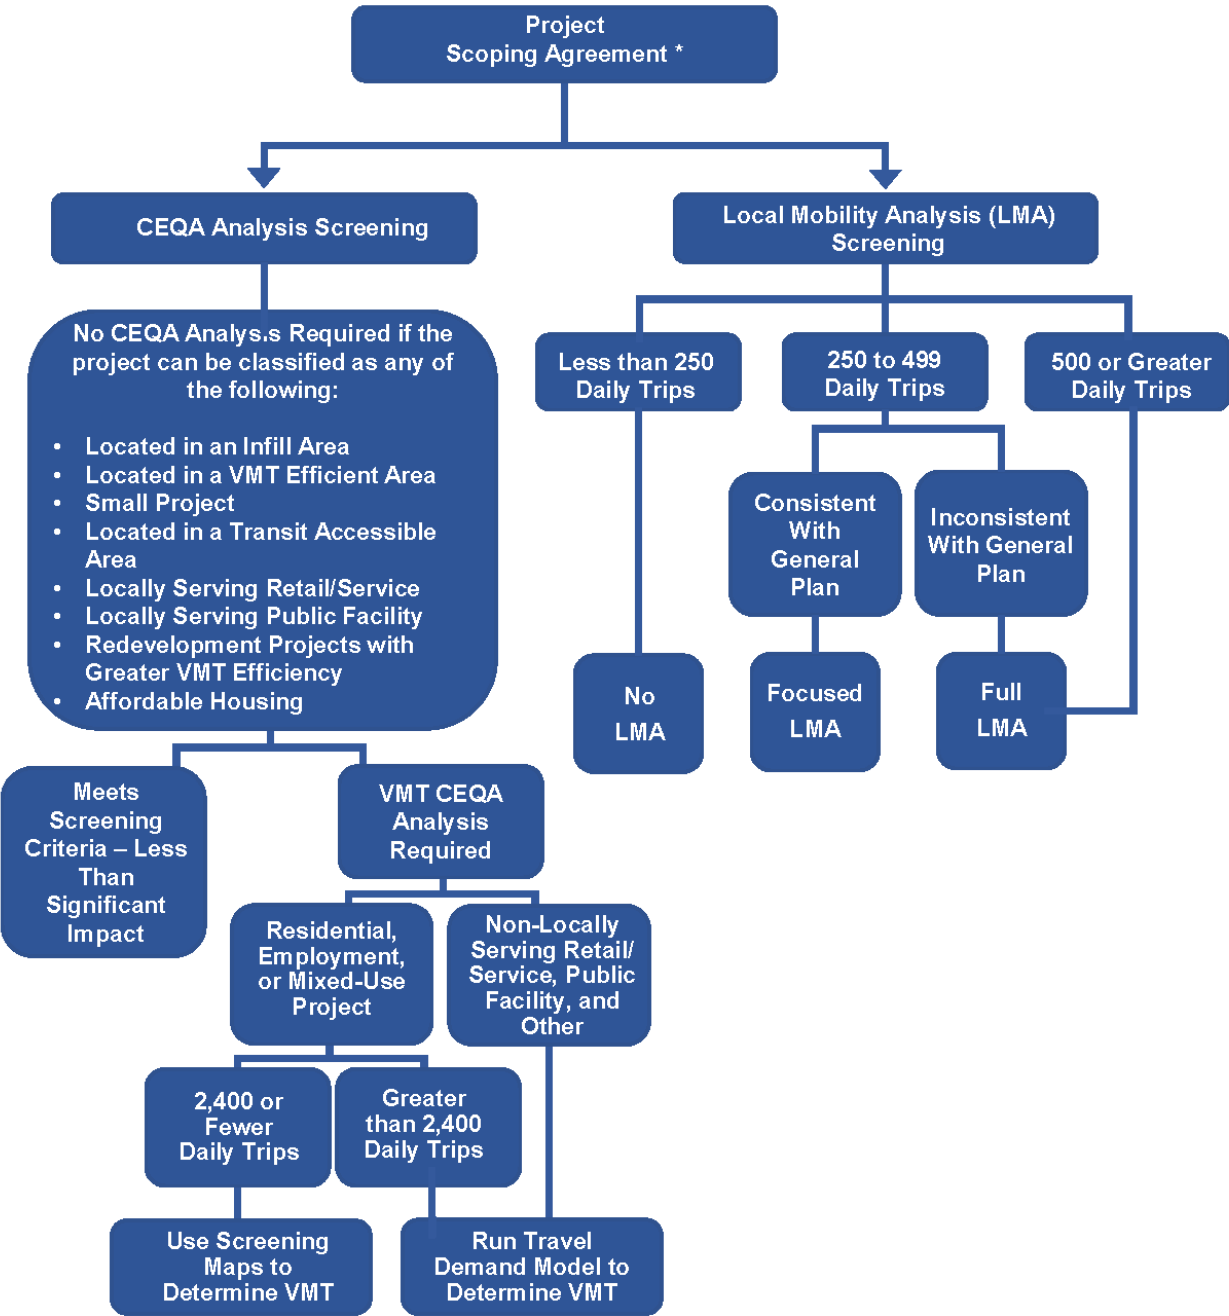 Project
Scoping Agreement *
CEQA Analysis Screening
Local Mobility Analysis (LMA)
Screening
No CEQA Analysis Required if the
project can be classified as any of
the following:
• Located in an Infill Area
• Located in a VMT Efficient Area
• Small Project
• Located in a Transit Accessible
Area
• Locally Serving Retail/Service
• Locally Serving Public Facility
• Redevelopment Projects with
Greater VMT Efficiency
• Affordable Housing
Less than 250
Daily Trips
250 to 499
Daily Trips
500 or Greater
Daily Trips
Consistent
With
General
Plan
Inconsistent
With General
Plan
No
LMA
Focused
LMA
Full
LMA
Meets
Screening
Criteria – Less
Than
Significant
Impact
VMT CEQA
Analysis
Required
Residential,
Employment,
or Mixed-Use
Project
Non-Locally
Serving Retail/
Service, Public
Facility, and
Other
2,400 or
Fewer
Daily Trips
Greater
than 2,400
Daily Trips
Use Screening
Maps to
Determine VMT
Run Travel
Demand Model to
Determine VMT